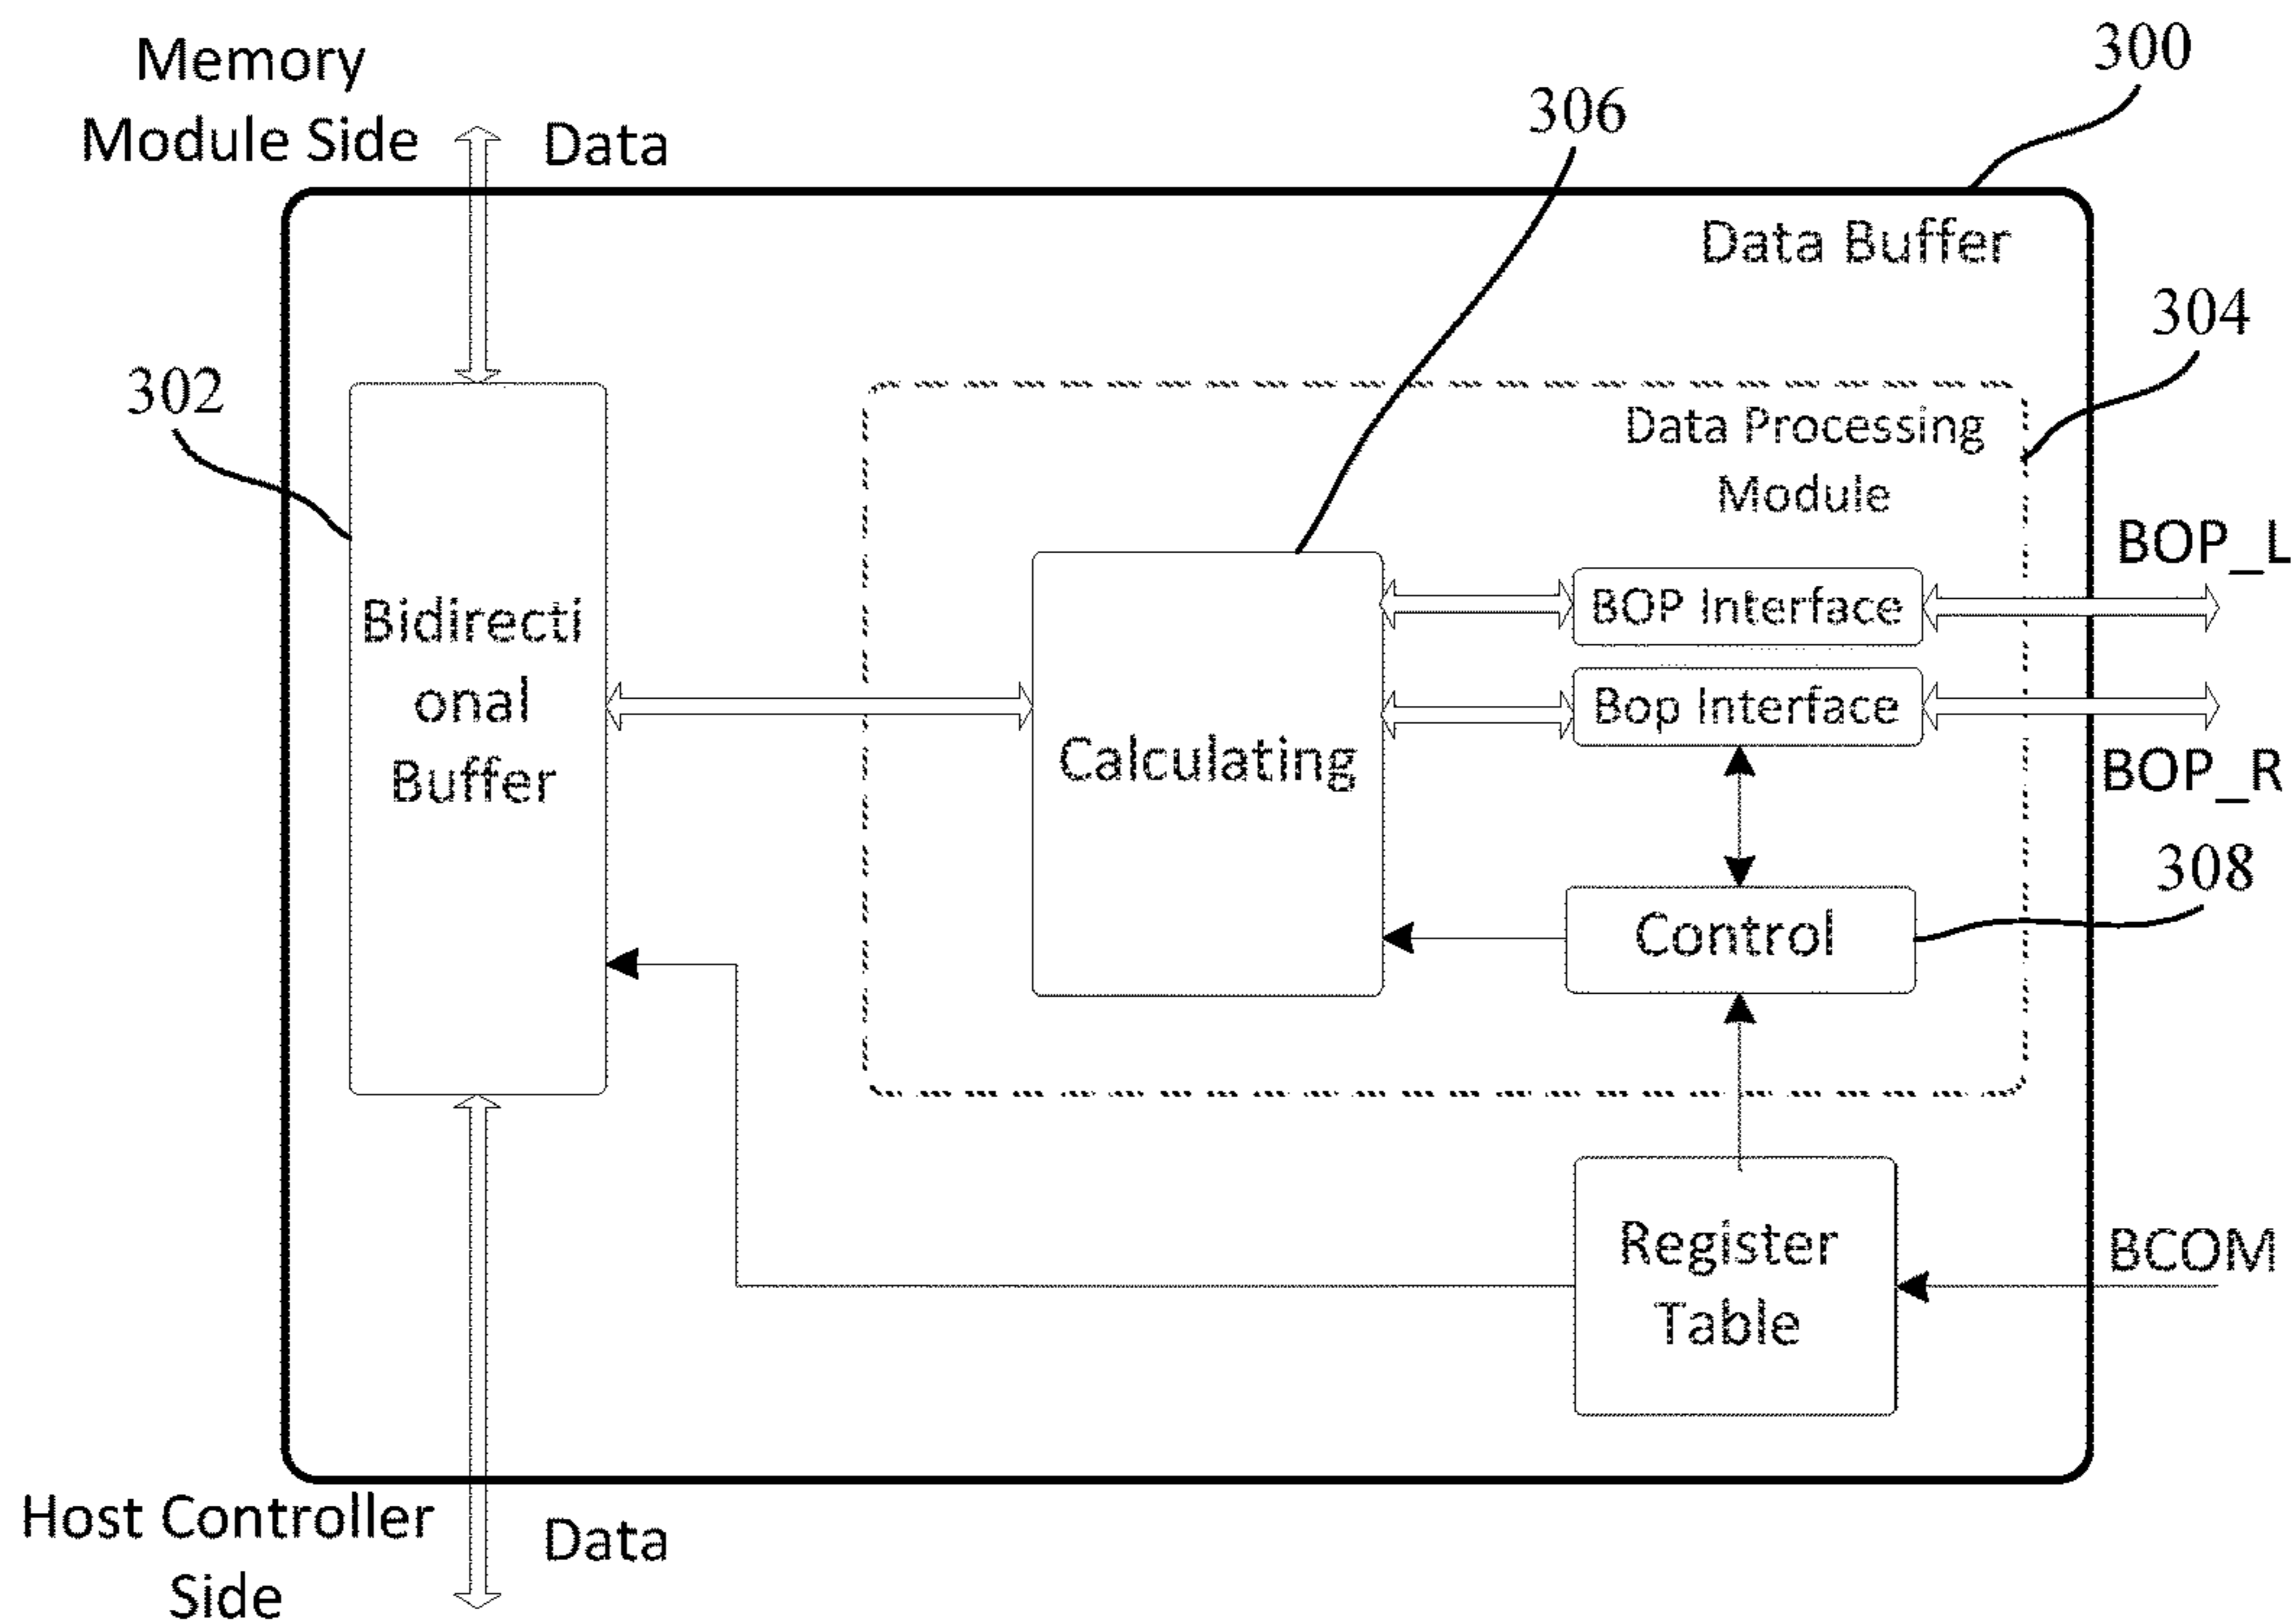 300
Memory
Module Side
Data
306
Data Buffer
304
302
Data Processing
Module
BOP_L
BOP Interface
Bidirecti
onal
Buffer
Bop Interface
Calculating
BOP_R
308
Control
Register
Table
BCOM
Host Controller
Side
Data